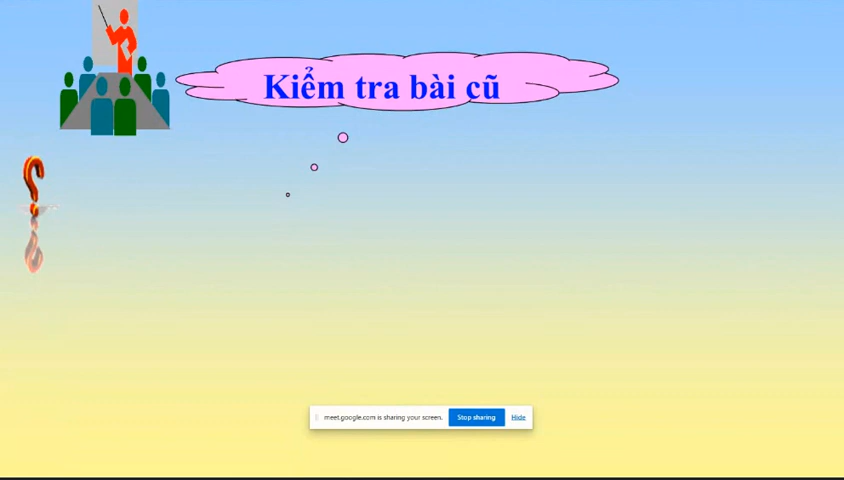 Kiểm tra bài cũ
meet.google.com is sharing your screen. Stop sharing Hide